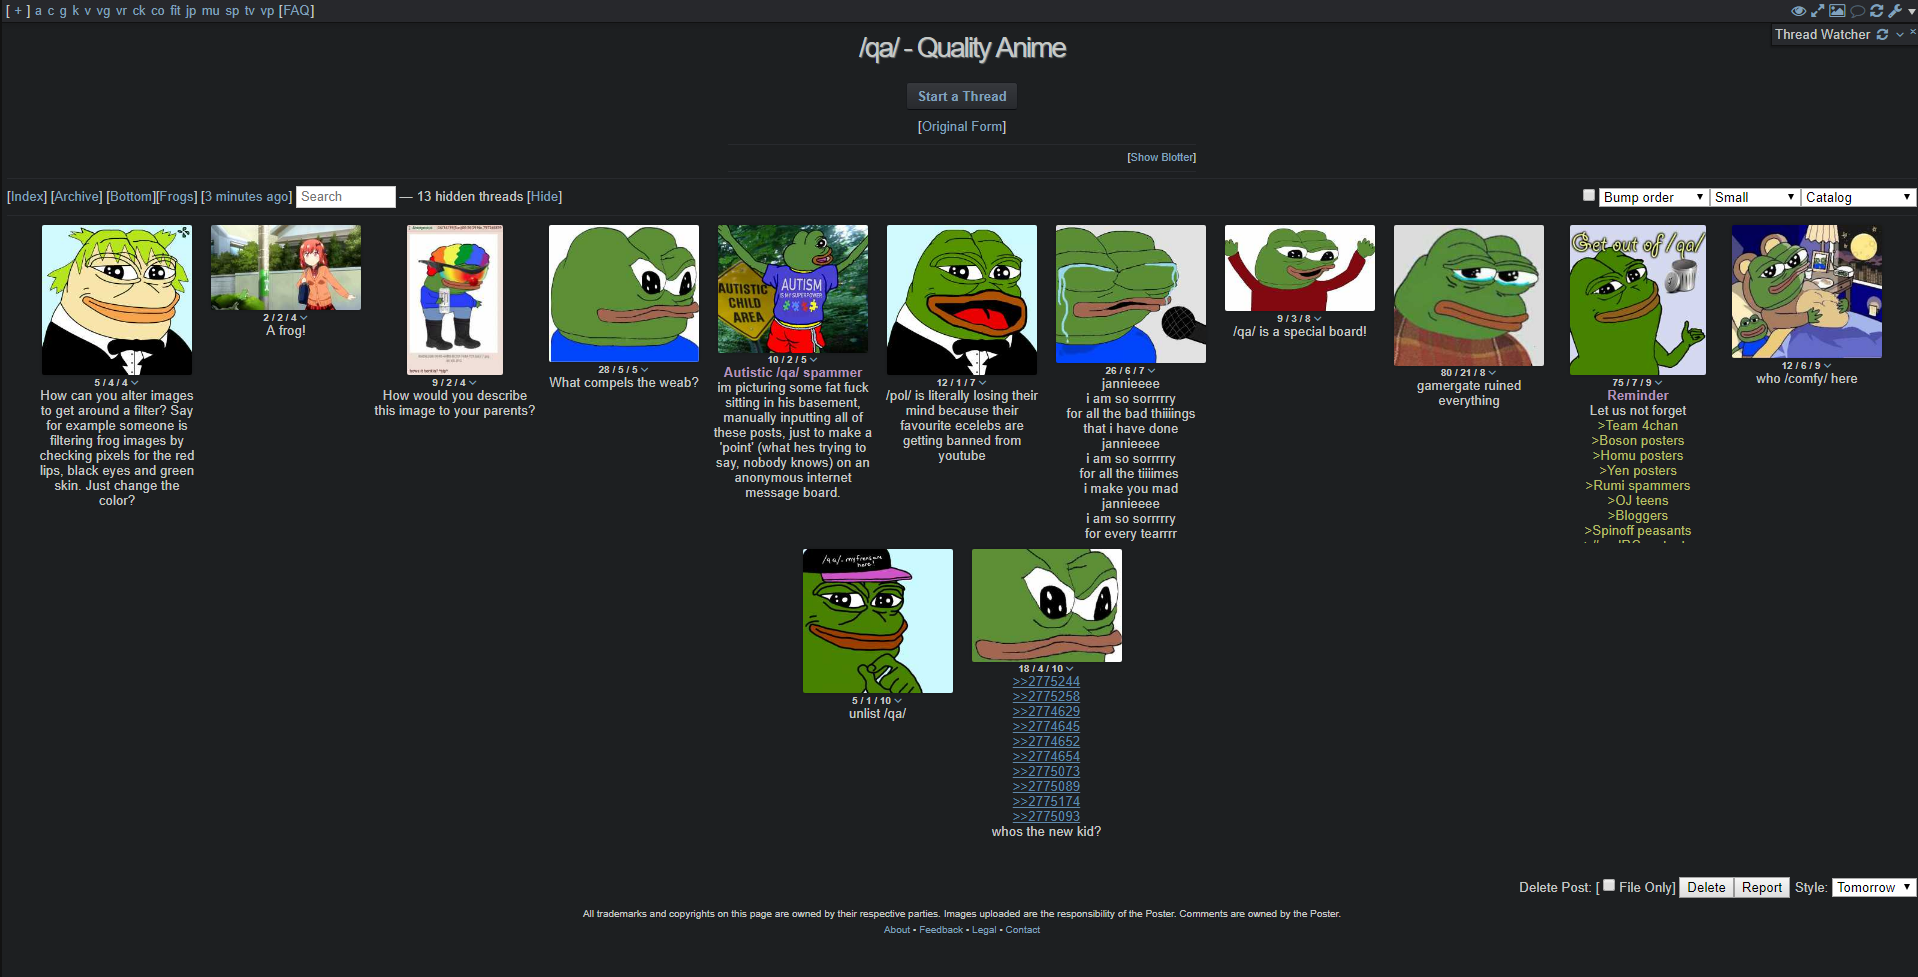 [ + ] a c g k v vg vr ck co fit jp mu sp tv vp [FAQ]
Thread Watcher
/qa/ - Quality Anime
Start a Thread
[Original Form]
[Show Blotter]
[Index] [Archive] [Bottom][Frogs] [3 minutes ago] Search — 13 hidden threads [Hide]
Bump order Small Catalog
5 / 4 / 4
How can you alter images
to get around a filter? Say
for example someone is
filtering frog images by
checking pixels for the red
lips, black eyes and green
skin. Just change the
color?
2 / 2 / 4
A frog!
9 / 2 / 4
How would you describe
this image to your parents?
28 / 5 / 5
What compels the weab?
AUTISTIC
CHILD
AREA
AUTISM
IS MY SUPERPOWER
10 / 2 / 5
Autistic /qa/ spammer
im picturing some fat fuck
sitting in his basement,
manually inputting all of
these posts, just to make a
'point' (what hes trying to
say, nobody knows) on an
anonymous internet
message board.
12 / 1 / 7
/pol/ is literally losing their
mind because their
favourite ecelebs are
getting banned from
youtube
26 / 6 / 7
jannieeee
i am so sorrrrry
for all the bad thiiiings
that i have done
jannieeee
i am so sorrrrry
for all the tiiiimes
i make you mad
jannieeee
i am so sorrrrry
for every tearrrr
9 / 3 / 8
/qa/ is a special board!
80 / 21 / 8
gamergate ruined
everything
Get out of /qa/
75 / 7 / 9
Reminder
Let us not forget
>Team 4chan
>Boson posters
>Homu posters
>Yen posters
>Rumi spammers
>OJ teens
>Bloggers
>Spinoff peasants
12 / 6 / 9
who /comfy/ here
/qa/- my frens are
here!
5 / 1 / 10
unlist /qa/
18 / 4 / 10
>>2775244
>>2775258
>>2774629
>>2774645
>>2774652
>>2774654
>>2775073
>>2775089
>>2775174
>>2775093
whos the new kid?
Delete Post: [ File Only] Delete Report Style: Tomorrow
All trademarks and copyrights on this page are owned by their respective parties. Images uploaded are the responsibility of the Poster. Comments are owned by the Poster.
About • Feedback • Legal • Contact